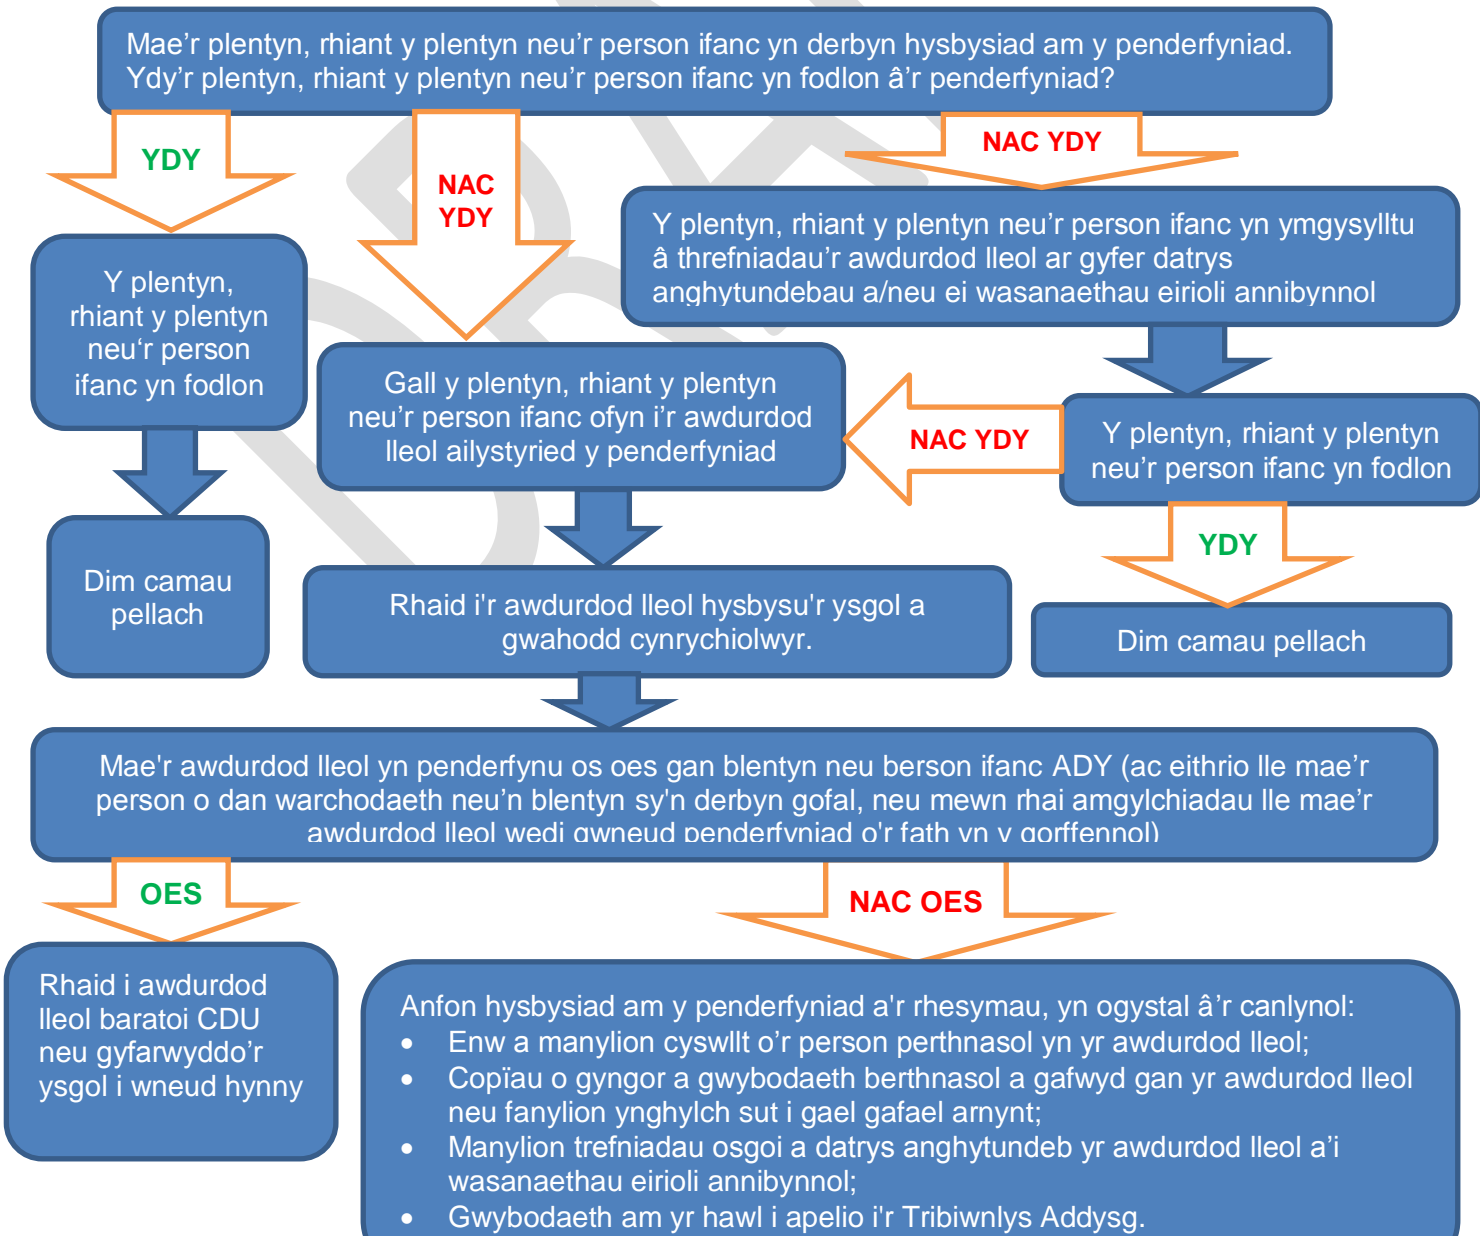 Mae'r plentyn, rhiant y plentyn neu'r person ifanc yn derbyn hysbysiad am y penderfyniad.
Ydy'r plentyn, rhiant y plentyn neu'r person ifanc yn fodlon â'r penderfyniad?
YDY
NAC
YDY
NAC YDY
Y plentyn,
rhiant y plentyn
neu‘r person
ifanc yn fodlon
Y plentyn, rhiant y plentyn neu’r person ifanc yn ymgysylltu
â threfniadau’r awdurdod lleol ar gyfer datrys
anghytundebau a/neu ei wasanaethau eirioli annibynnol
Gall y plentyn, rhiant y plentyn
neu’r person ifanc ofyn i’r awdurdod
lleol ailystyried y penderfyniad
NAC YDY
Y plentyn, rhiant y plentyn
neu’r person ifanc yn fodlon
YDY
Dim camau
pellach
Rhaid i'r awdurdod lleol hysbysu'r ysgol a
gwahodd cynrychiolwyr.
Dim camau pellach
Mae'r awdurdod lleol yn penderfynu os oes gan blentyn neu berson ifanc ADY (ac eithrio lle mae’r
person o dan warchodaeth neu’n blentyn sy'n derbyn gofal, neu mewn rhai amgylchiadau lle mae’r
awdurdod lleol wedi gwneud penderfyniad o'r fath yn y gorffennol)
OES
NAC OES
Rhaid i awdurdod
lleol baratoi CDU
neu gyfarwyddo’r
ysgol i wneud hynny
Anfon hysbysiad am y penderfyniad a'r rhesymau, yn ogystal â’r canlynol:
• Enw a manylion cyswllt o’r person perthnasol yn yr awdurdod lleol;
• Copïau o gyngor a gwybodaeth berthnasol a gafwyd gan yr awdurdod lleol
neu fanylion ynghylch sut i gael gafael arnynt;
• Manylion trefniadau osgoi a datrys anghytundeb yr awdurdod lleol a’i
wasanaethau eirioli annibynnol;
• Gwybodaeth am yr hawl i apelio i'r Tribiwnlys Addysg.